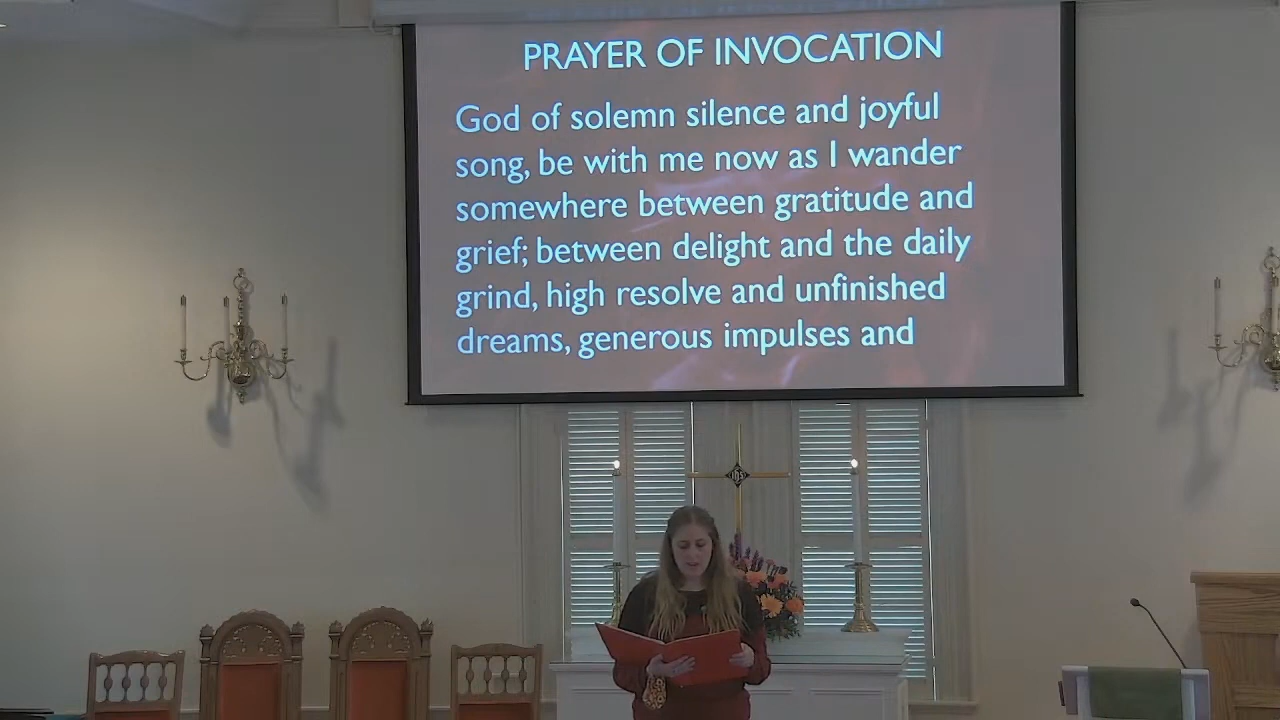 PRAYER OF INVOCATION
God of solemn silence and joyful
song, be with me now as I wander
somewhere between gratitude and
grief; between delight and the daily
grind, high resolve and unfinished
dreams, generous impulses and
IHS